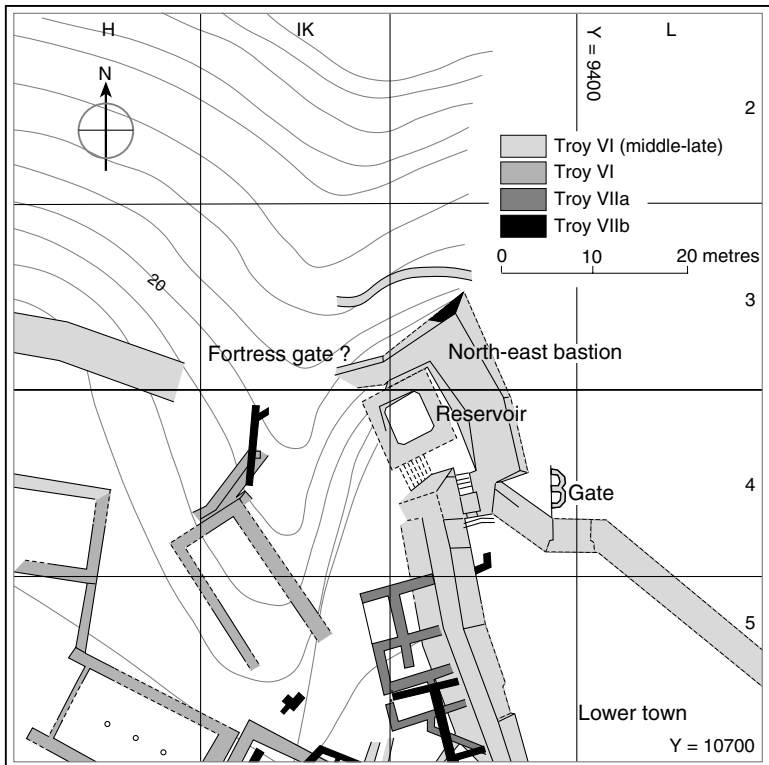 H
IK
Y = 9400
L
N
2
Troy VI (middle-late)
Troy VI
Troy VIIa
Troy VIIb
0 10 20 metres
20
3
Fortress gate ?
North-east bastion
Reservoir
Gate
4
5
Lower town
Y = 10700